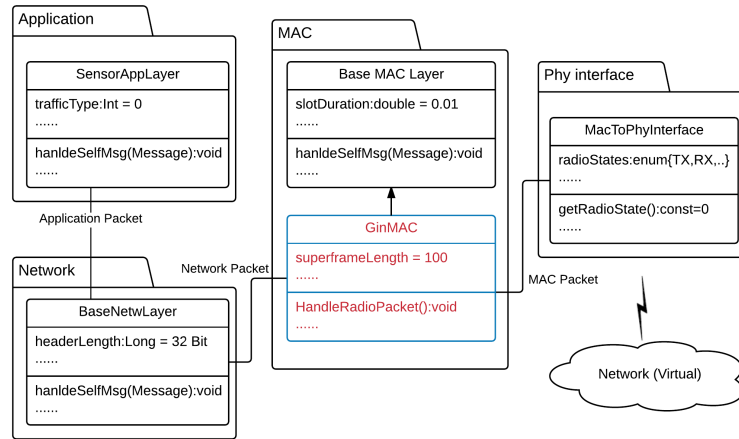 Application
SensorAppLayer
trafficType:Int = 0
......
hanldeSelfMsg(Message):void
......
Application Packet
Network
BaseNetwLayer
headerLength:Long = 32 Bit
......
hanldeSelfMsg(Message):void
......
Network Packet
MAC
Base MAC Layer
slotDuration:double = 0.01
......
hanldeSelfMsg(Message):void
......
GinMAC
superframeLength = 100
......
HandleRadioPacket():void
......
MAC Packet
Phy interface
MacToPhyInterface
radioStates:enum{TX,RX,..}
......
getRadioState():const=0
......
Network (Virtual)